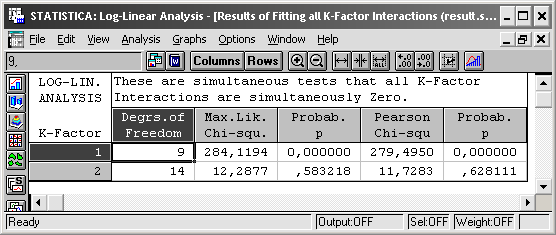 STATISTICA: Log-Linear Analysis - [Results of Fitting all K-Factor Interactions (result.s...
File Edit View Analysis Graphs Options Window Help
9,
Columns Rows
LOG-LIN. These are simultaneous tests that all K-Factor
ANALYSIS Interactions are simultaneously Zero.
Degrs.of Max.Lik. Probab. Pearson Probab.
K-Factor Freedom Chi-squ. p Chi-squ p
1 9 284,1194 0,000000 279,4950 0,000000
2 14 12,2877 ,583218 11,7283 ,628111
Ready Output:OFF Sel:OFF Weight:OFF